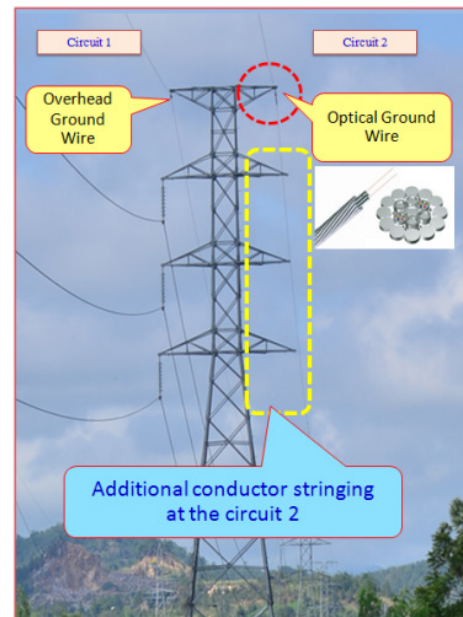 Circuit 1
Circuit 2
Overhead
Ground
Wire
Optical Ground
Wire
Additional conductor stringing
at the circuit 2